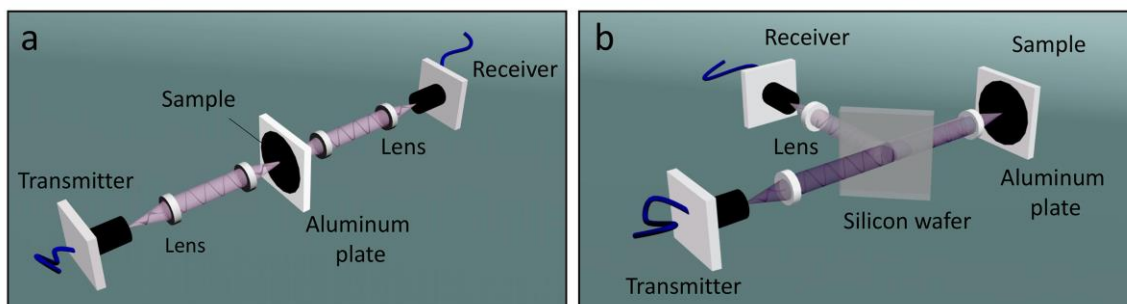 a
Receiver
Sample
Lens
Transmitter
Aluminum
plate
Lens
b
Receiver
Sample
Lens
Aluminum
plate
Silicon wafer
Transmitter